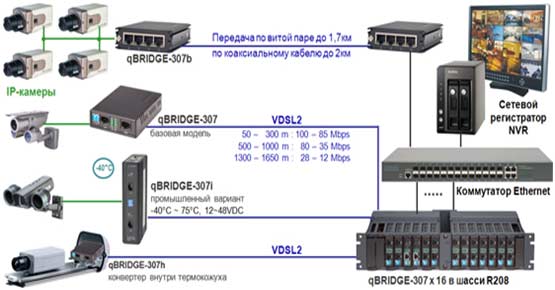 Передача по витой паре до 1,7км
по коаксиальному кабелю до 2км
qBRIDGE-307b
IP-камеры
qBRIDGE-307
базовая модель
VDSL2
50 – 300 m : 100 – 85 Mbps
500 – 1000 m : 80 – 35 Mbps
1300 – 1650 m : 28 – 12 Mbps
Сетевой
регистратор
NVR
-40°C
qBRIDGE-307i
промышленный вариант
-40°C ~ 75°C, 12~48VDC
Коммутатор Ethernet
VDSL2
qBRIDGE-307h
конвертер внутри термокожуха
qBRIDGE-307 x 16 в шасси R208